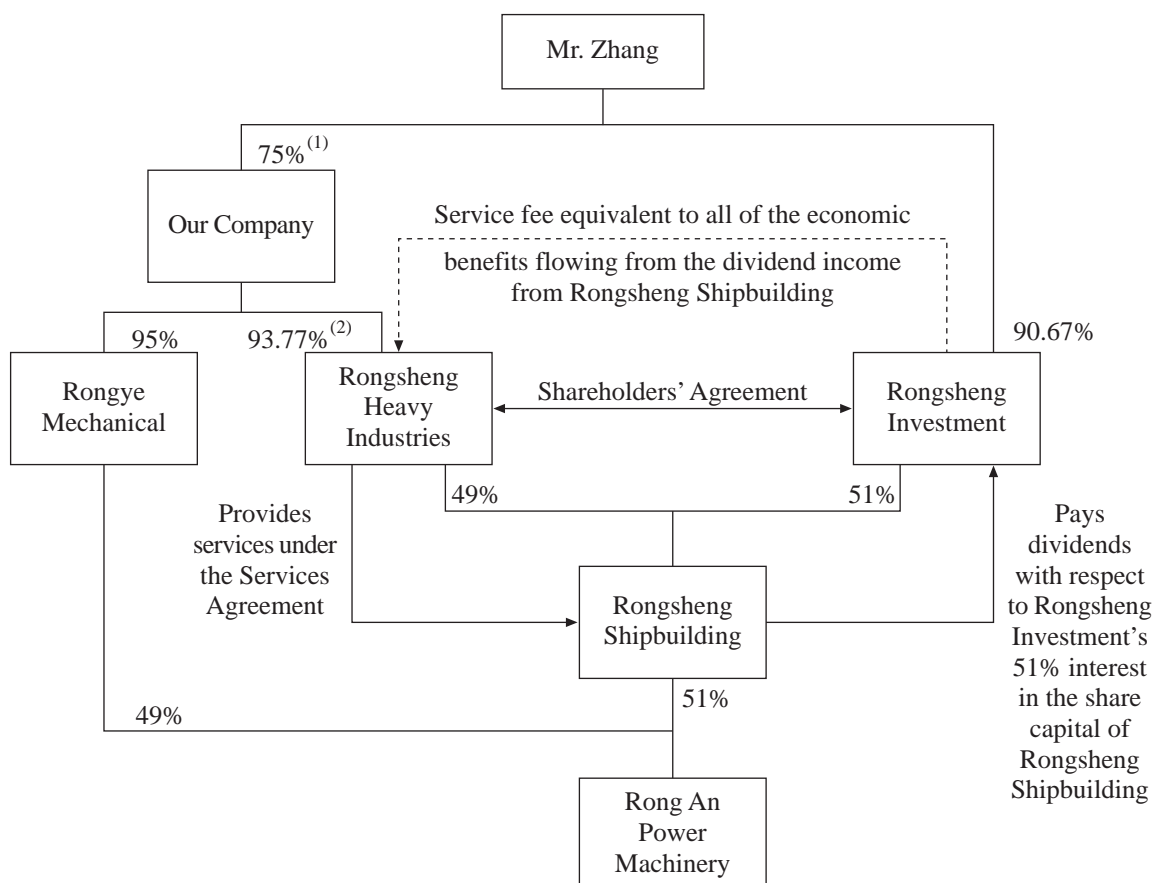 Mr. Zhang
75%(1)
Our Company
Service fee equivalent to all of the economic
benefits flowing from the dividend income
from Rongsheng Shipbuilding
95%
93.77%(2)
90.67%
Rongye
Mechanical
Rongsheng
Heavy
Industries
Shareholders' Agreement
Rongsheng
Investment
49%
51%
Provides
services under
the Services
Agreement
Rongsheng
Shipbuilding
Pays
dividends
with respect
to Rongsheng
Investment's
51% interest
in the share
capital of
Rongsheng
Shipbuilding
49%
51%
Rong An
Power
Machinery